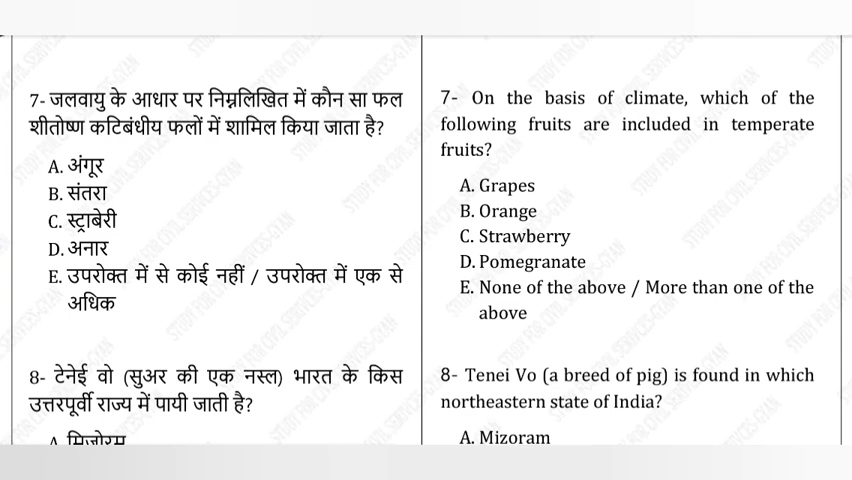 7- जलवायु के आधार पर निम्नलिखित में कौन सा फल
शीतोष्ण कटिबंधीय फलों में शामिल किया जाता है?
A. अंगूर
B. संतरा
C. स्ट्राबेरी
D. अनार
E. उपरोक्त में से कोई नहीं / उपरोक्त में एक से
अधिक
8- टेनेई वो (सुअर की एक नस्ल) भारत के किस
उत्तरपूर्वी राज्य में पायी जाती है?
A. मिजोरम
7- On the basis of climate, which of the
following fruits are included in temperate
fruits?
A. Grapes
B. Orange
C. Strawberry
D. Pomegranate
E. None of the above / More than one of the
above
8- Tenei Vo (a breed of pig) is found in which
northeastern state of India?
A. Mizoram